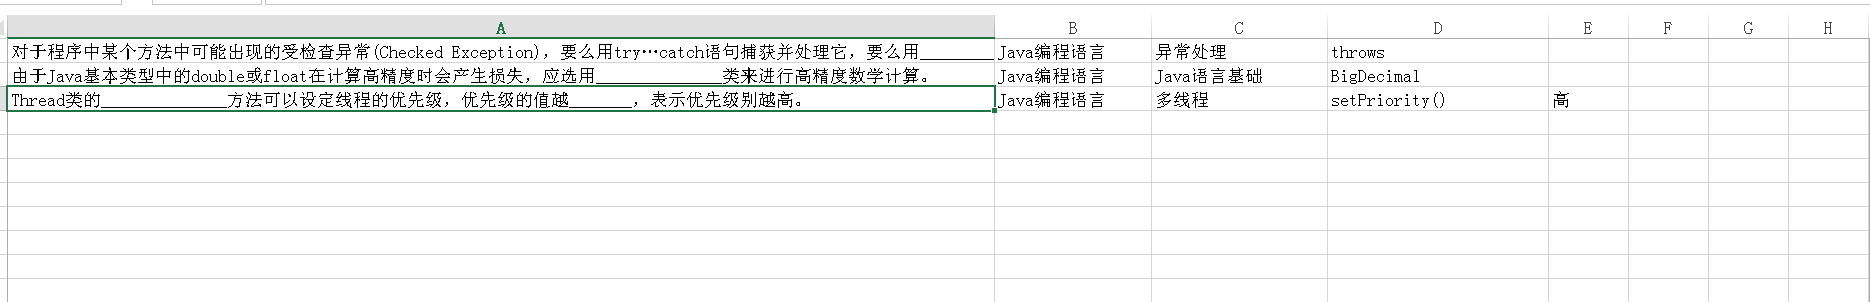 A B C D E F G H
对于程序中某个方法中可能出现的受检查异常(Checked Exception)，要么用try…catch语句捕获并处理它，要么用________ Java编程语言 异常处理 throws
由于Java基本类型中的double或float在计算高精度时会产生损失，应选用______________类来进行高精度数学计算。 Java编程语言 Java语言基础 BigDecimal
Thread类的______________方法可以设定线程的优先级，优先级的值越_______，表示优先级别越高。 Java编程语言 多线程 setPriority() 高